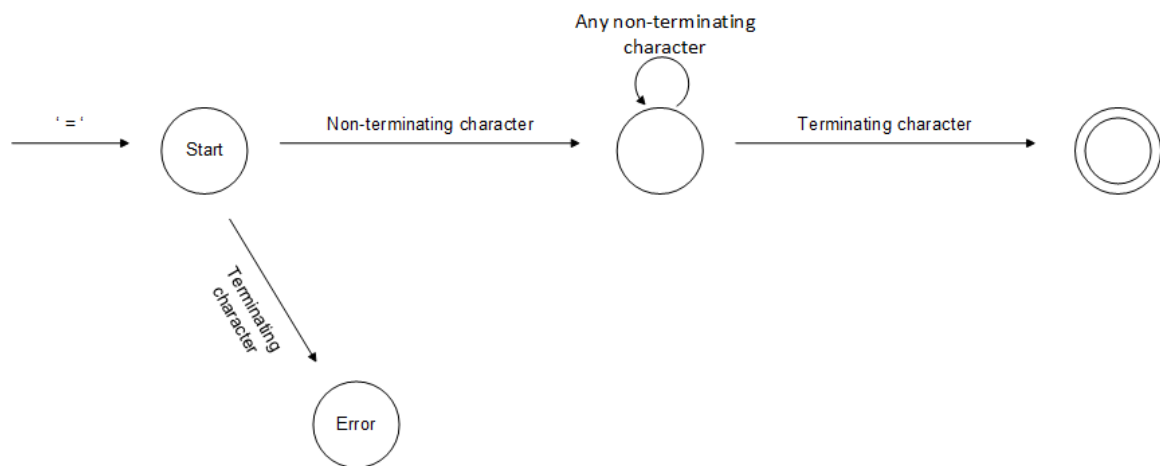 Any non-terminating
character
' = '
Start
Non-terminating character
Terminating character
Terminating
character
Error